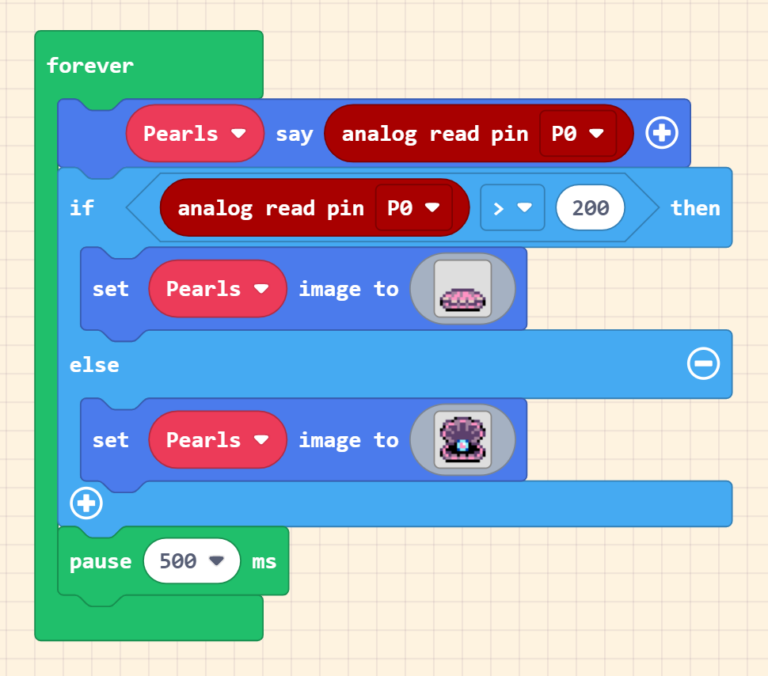 forever
Pearls say analog read pin P0
if analog read pin P0 > 200 then
set Pearls image to
else
set Pearls image to
pause 500 ms